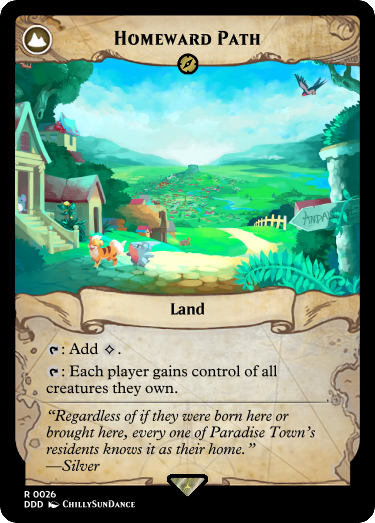 Homeward Path
Land
: Add .
: Each player gains control of all
creatures they own.
“Regardless of if they were born here or
brought here, every one of Paradise Town’s
residents knows it as their home.”
—Silver
R 0026
DDD ChillySunDance